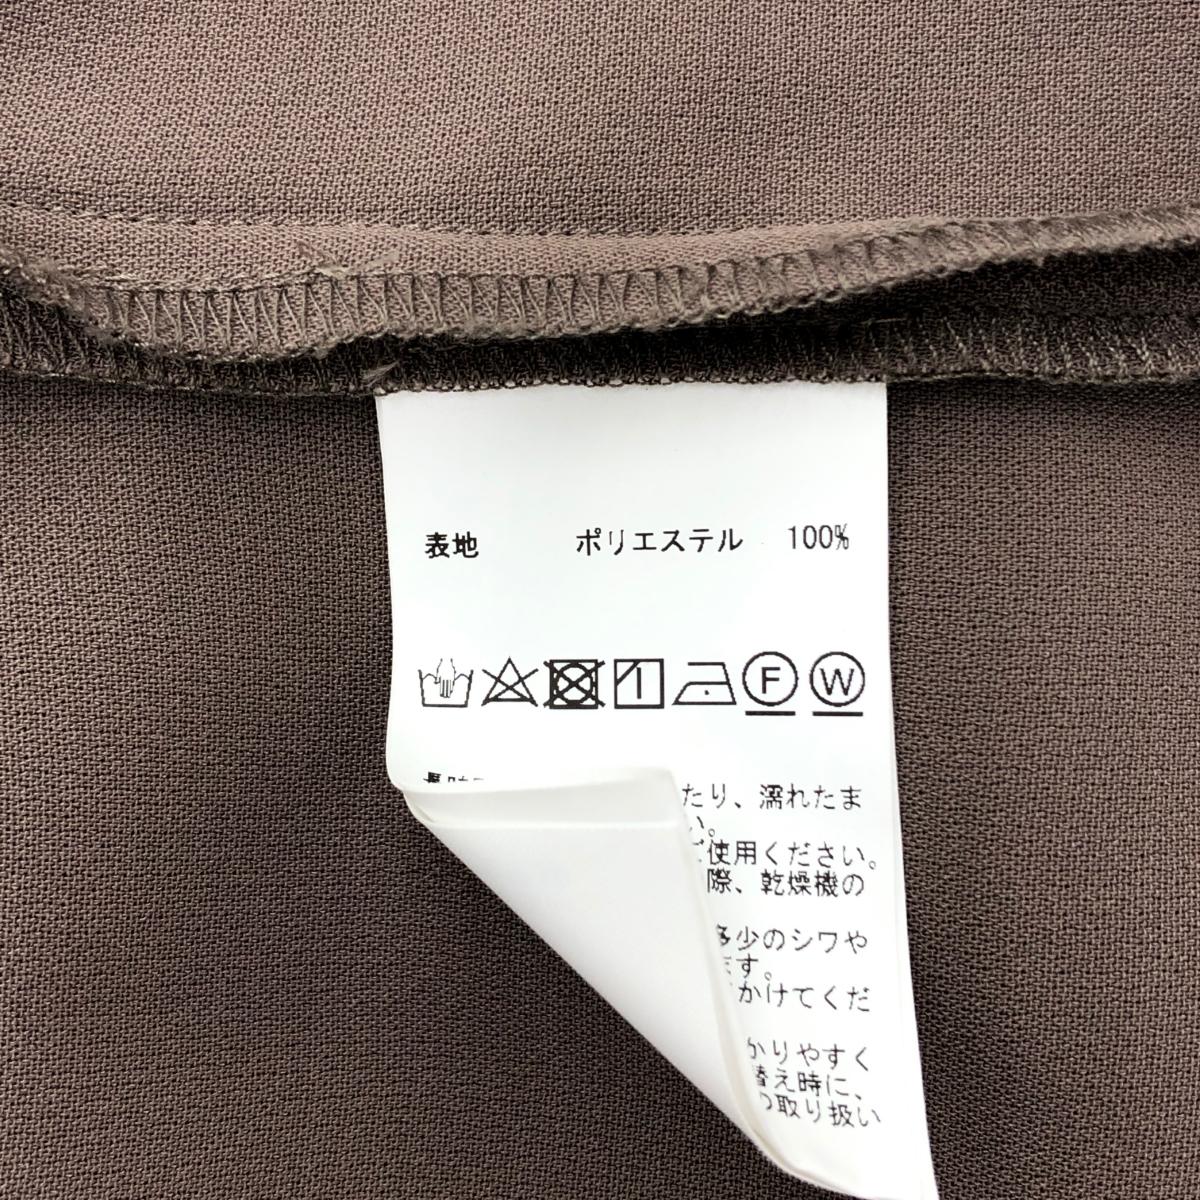 表地 ポリエステル 100%
F W
たり、濡れたま
い。
使用ください。
際、乾燥機の
多少のシワや
ます。
かけてくだ
かりやすく
替え時に、
の取り扱い